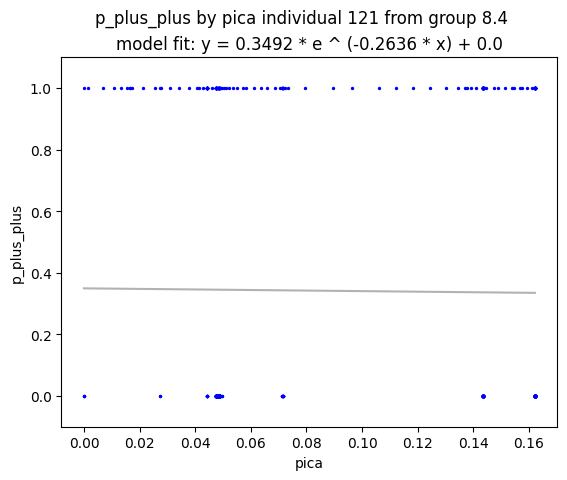 p_plus_plus by pica individual 121 from group 8.4
model fit: y = 0.3492 * e ^ (-0.2636 * x) + 0.0
1.0
0.8
0.6
0.4
0.2
0.0
p_plus_plus
0.00 0.02 0.04 0.06 0.08 0.10 0.12 0.14 0.16
pica